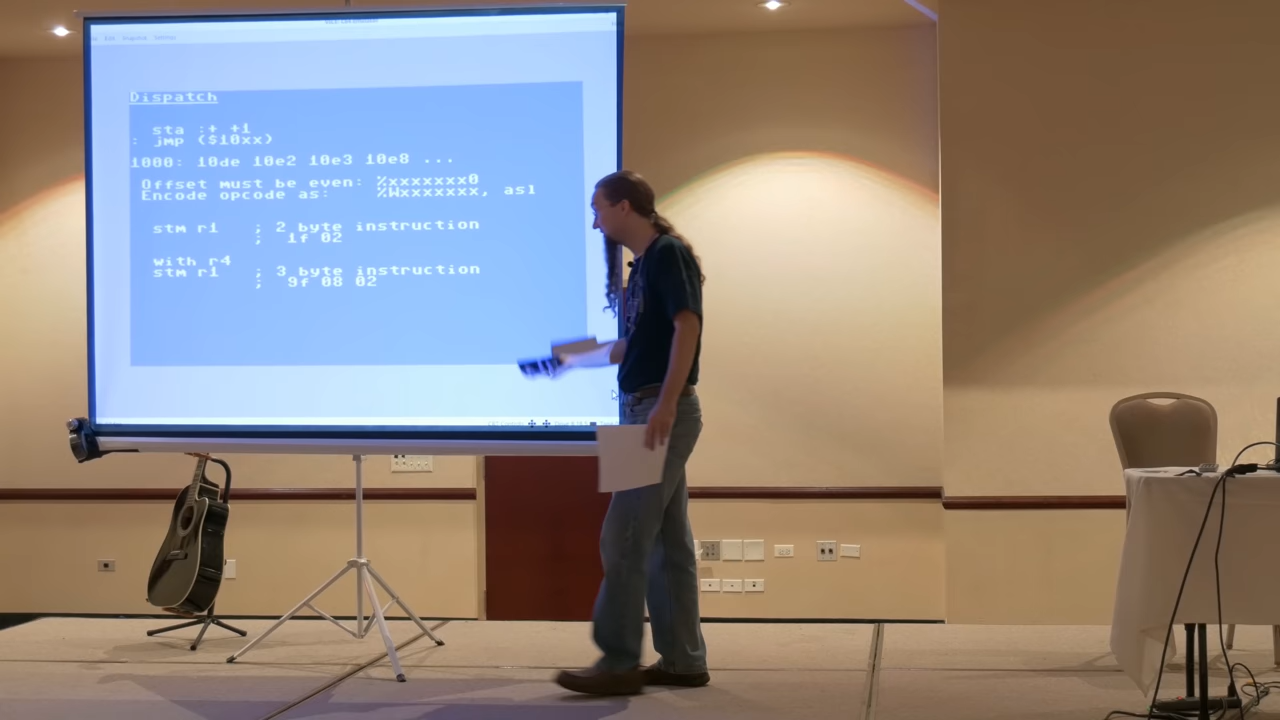 Dispatch
sta :+ +1
: jmp ($10xx)
1000: 10de 10e2 10e3 10e8 ...
Offset must be even: %xxxxxxx0
Encode opcode as: %Wxxxxxxx, asl
stm r1 ; 2 byte instruction
; 1f 02
with r4
stm r1 ; 3 byte instruction
; 9f 08 02